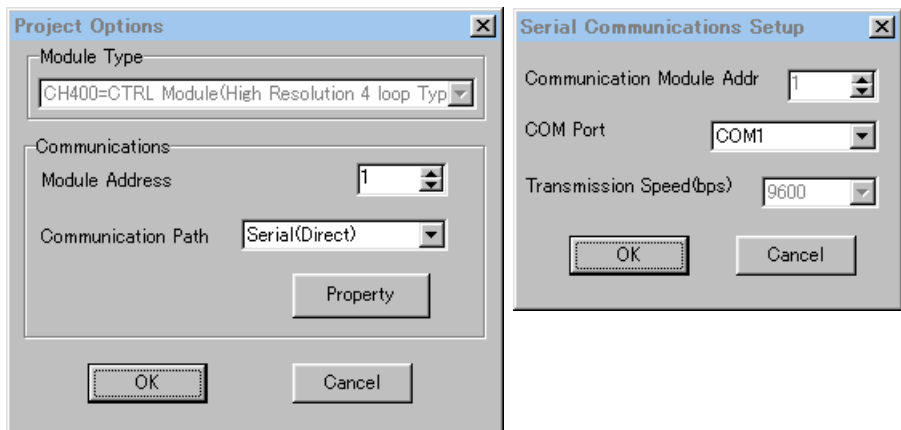 Project Options
Module Type
CH400=CTRL Module(High Resolution 4 loop Typ
Communications
Module Address
1
Communication Path
Serial(Direct)
Property
OK
Cancel
Serial Communications Setup
Communication Module Addr
1
COM Port
COM1
Transmission Speed(bps)
9600
OK
Cancel